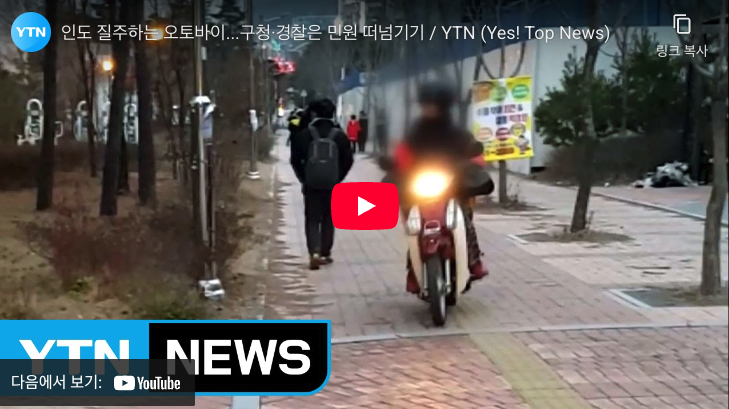 YTN
인도 질주하는 오토바이...구청·경찰은 민원 떠넘기기 / YTN (Yes! Top News)
링크 복사
YTN NEWS
다음에서 보기: YouTube